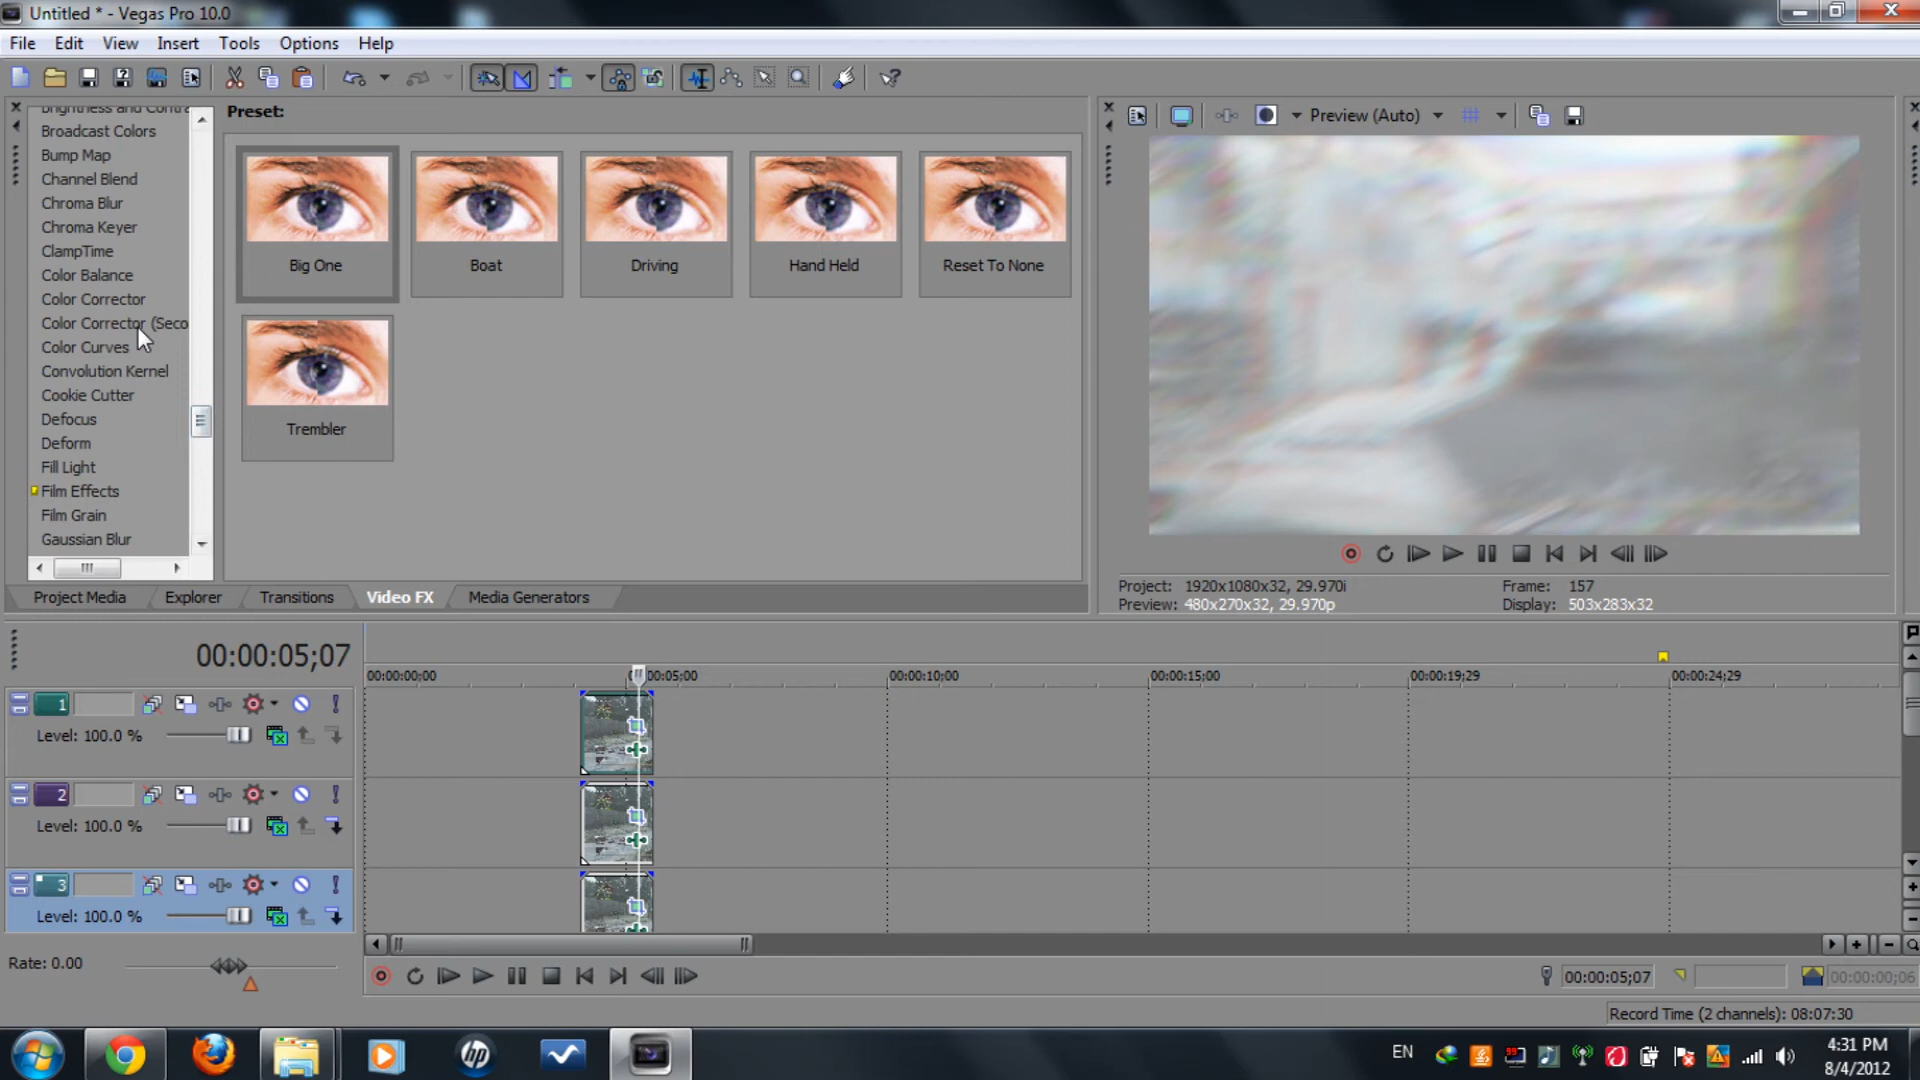 Untitled * - Vegas Pro 10.0
File Edit View Insert Tools Options Help
Brightness and Contra
Broadcast Colors
Bump Map
Channel Blend
Chroma Blur
Chroma Keyer
ClampTime
Color Balance
Color Corrector
Color Corrector (Seco
Color Curves
Convolution Kernel
Cookie Cutter
Defocus
Deform
Fill Light
Film Effects
Film Grain
Gaussian Blur
Preset:
Big One Boat Driving Hand Held Reset To None
Trembler
Preview (Auto)
Project: 1920x1080x32, 29.970i Frame: 157
Preview: 480x270x32, 29.970p Display: 503x283x32
Project Media Explorer Transitions Video FX Media Generators
00:00:05;07
00:00:00;00 00:00:05;00 00:00:10;00 00:00:15;00 00:00:19;29 00:00:24;29
1
Level: 100.0 %
2
Level: 100.0 %
3
Level: 100.0 %
Rate: 0.00
00:00:05;07 00:00:00;06
Record Time (2 channels): 08:07:30
EN
4:31 PM
8/4/2012